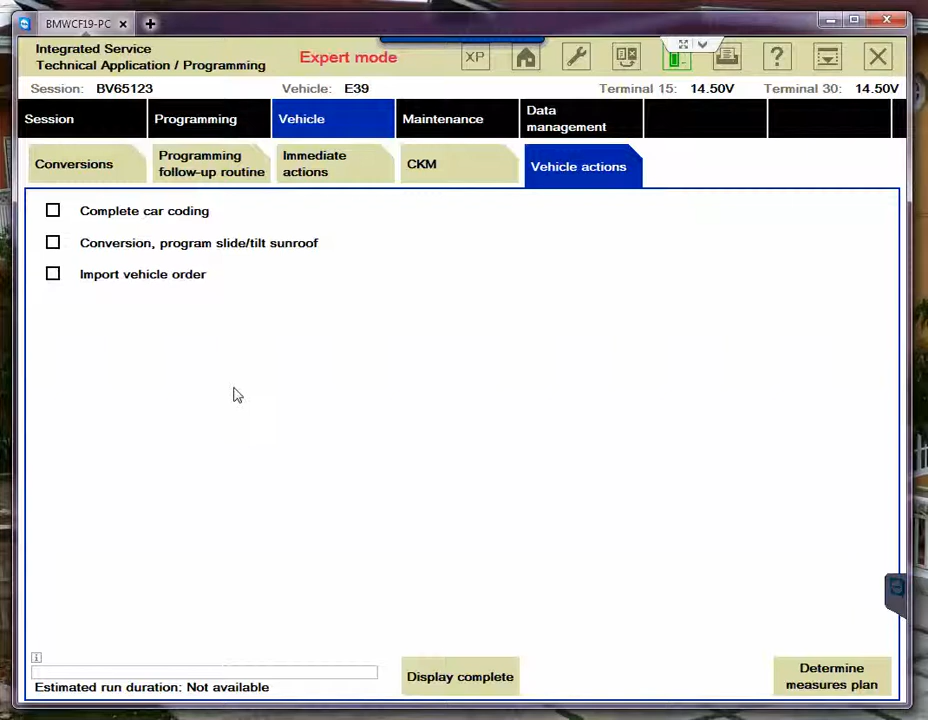 BMWCF19-PC
Integrated Service
Technical Application / Programming
Expert mode
XP
?
Session: BV65123 Vehicle: E39 Terminal 15: 14.50V Terminal 30: 14.50V
Session
Programming
Vehicle
Maintenance
Data
management
Conversions
Programming
follow-up routine
Immediate
actions
CKM
Vehicle actions
Complete car coding
Conversion, program slide/tilt sunroof
Import vehicle order
i
Estimated run duration: Not available
Display complete
Determine
measures plan